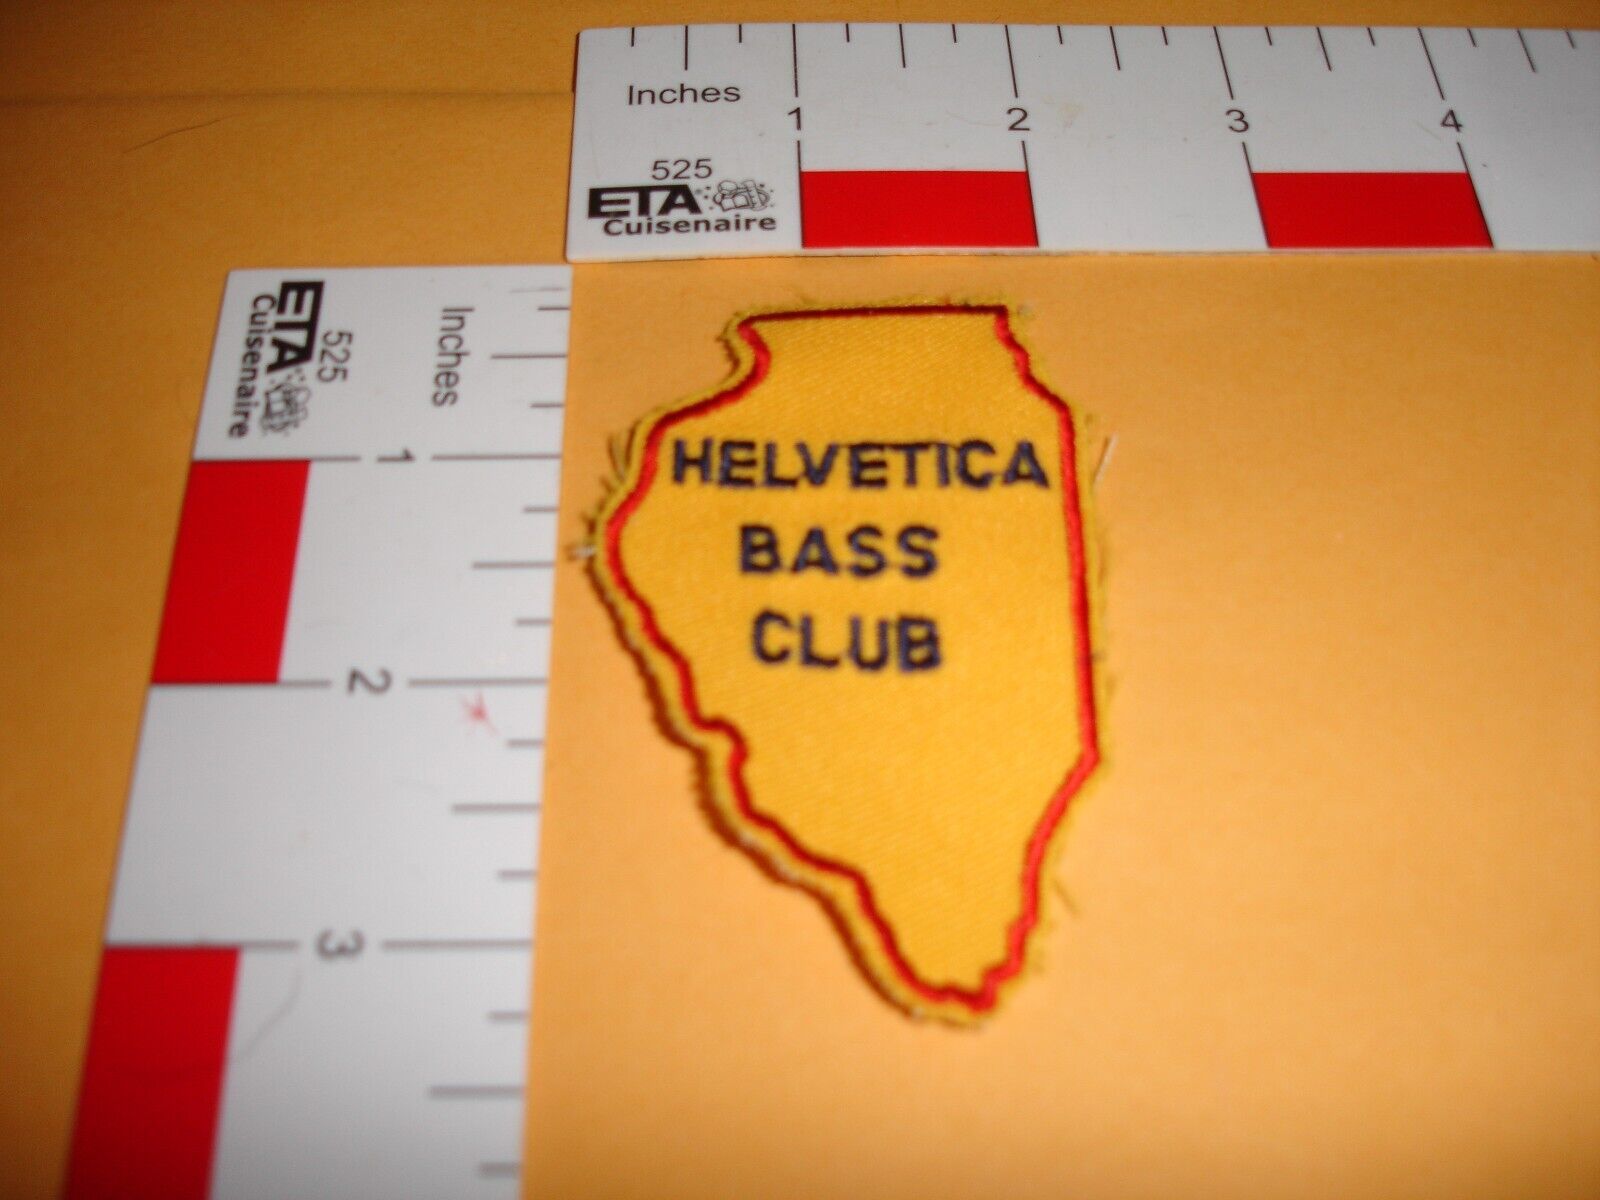 Inches
1 2 3 4
525
ETA
Cuisenaire
ETA
Cuisenaire
525
Inches
1
2
3
HELVETICA
BASS
CLUB